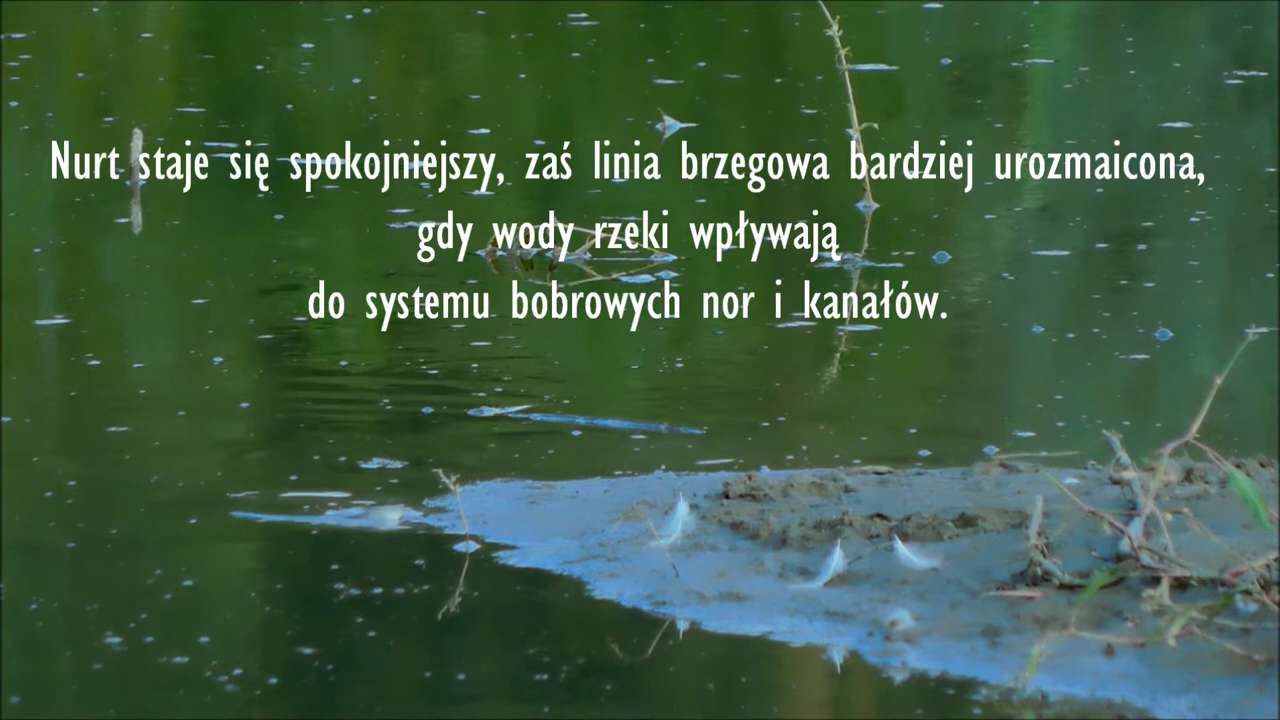 Nurt staje się spokojniejszy, zaś linia brzegowa bardziej urozmaicona,
gdy wody rzeki wpływają
do systemu bobrowych nor i kanałów.